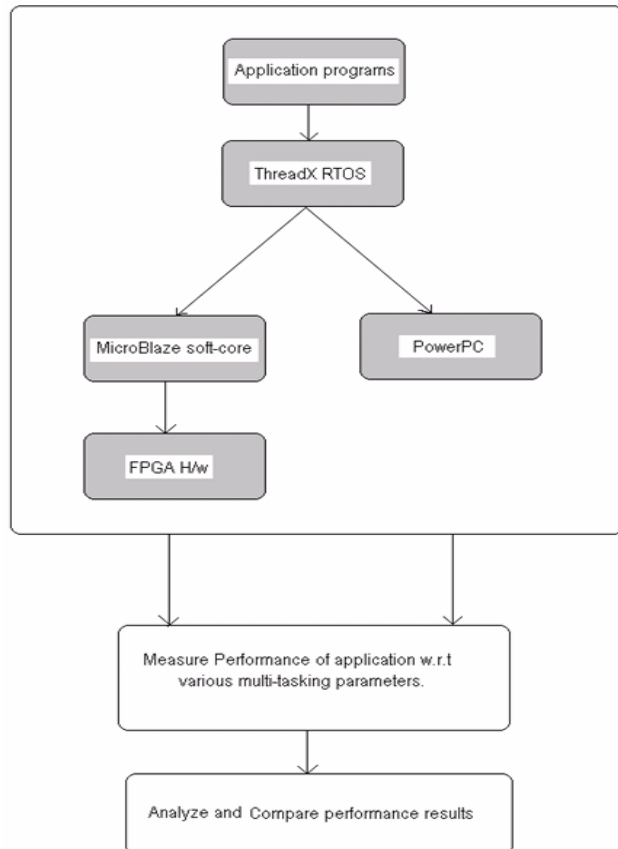 Application programs
ThreadX RTOS
MicroBlaze soft-core
PowerPC
FPGA H/w
Measure Performance of application w.r.t
various multi-tasking parameters.
Analyze and Compare performance results